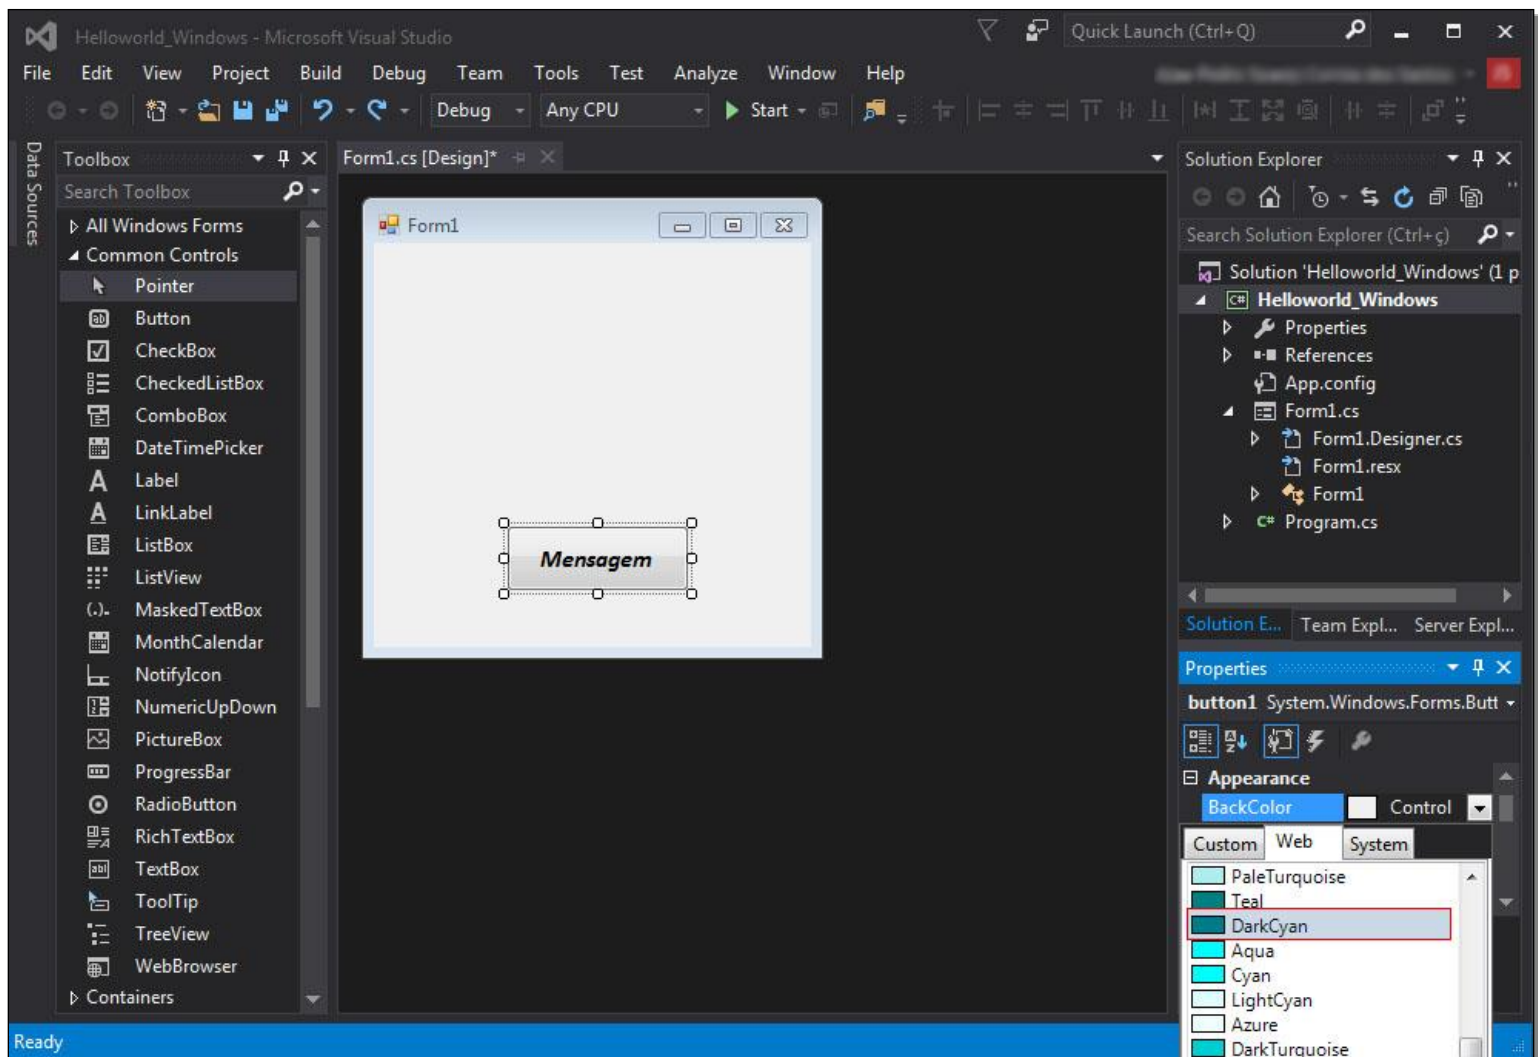 Helloworld_Windows - Microsoft Visual Studio
Quick Launch (Ctrl+Q)
File Edit View Project Build Debug Team Tools Test Analyze Window Help
Debug Any CPU Start
Data Sources
Toolbox
Search Toolbox
All Windows Forms
Common Controls
Pointer
Button
CheckBox
CheckedListBox
ComboBox
DateTimePicker
Label
LinkLabel
ListBox
ListView
MaskedTextBox
MonthCalendar
NotifyIcon
NumericUpDown
PictureBox
ProgressBar
RadioButton
RichTextBox
TextBox
ToolTip
TreeView
WebBrowser
Containers
Form1.cs [Design]*
Form1
Mensagem
Solution Explorer
Search Solution Explorer (Ctrl+ç)
Solution 'Helloworld_Windows' (1 p
Helloworld_Windows
Properties
References
App.config
Form1.cs
Form1.Designer.cs
Form1.resx
Form1
Program.cs
Solution E... Team Expl... Server Expl...
Properties
button1 System.Windows.Forms.Butt
Appearance
BackColor Control
Custom Web System
PaleTurquoise
Teal
DarkCyan
Aqua
Cyan
LightCyan
Azure
DarkTurquoise
Ready